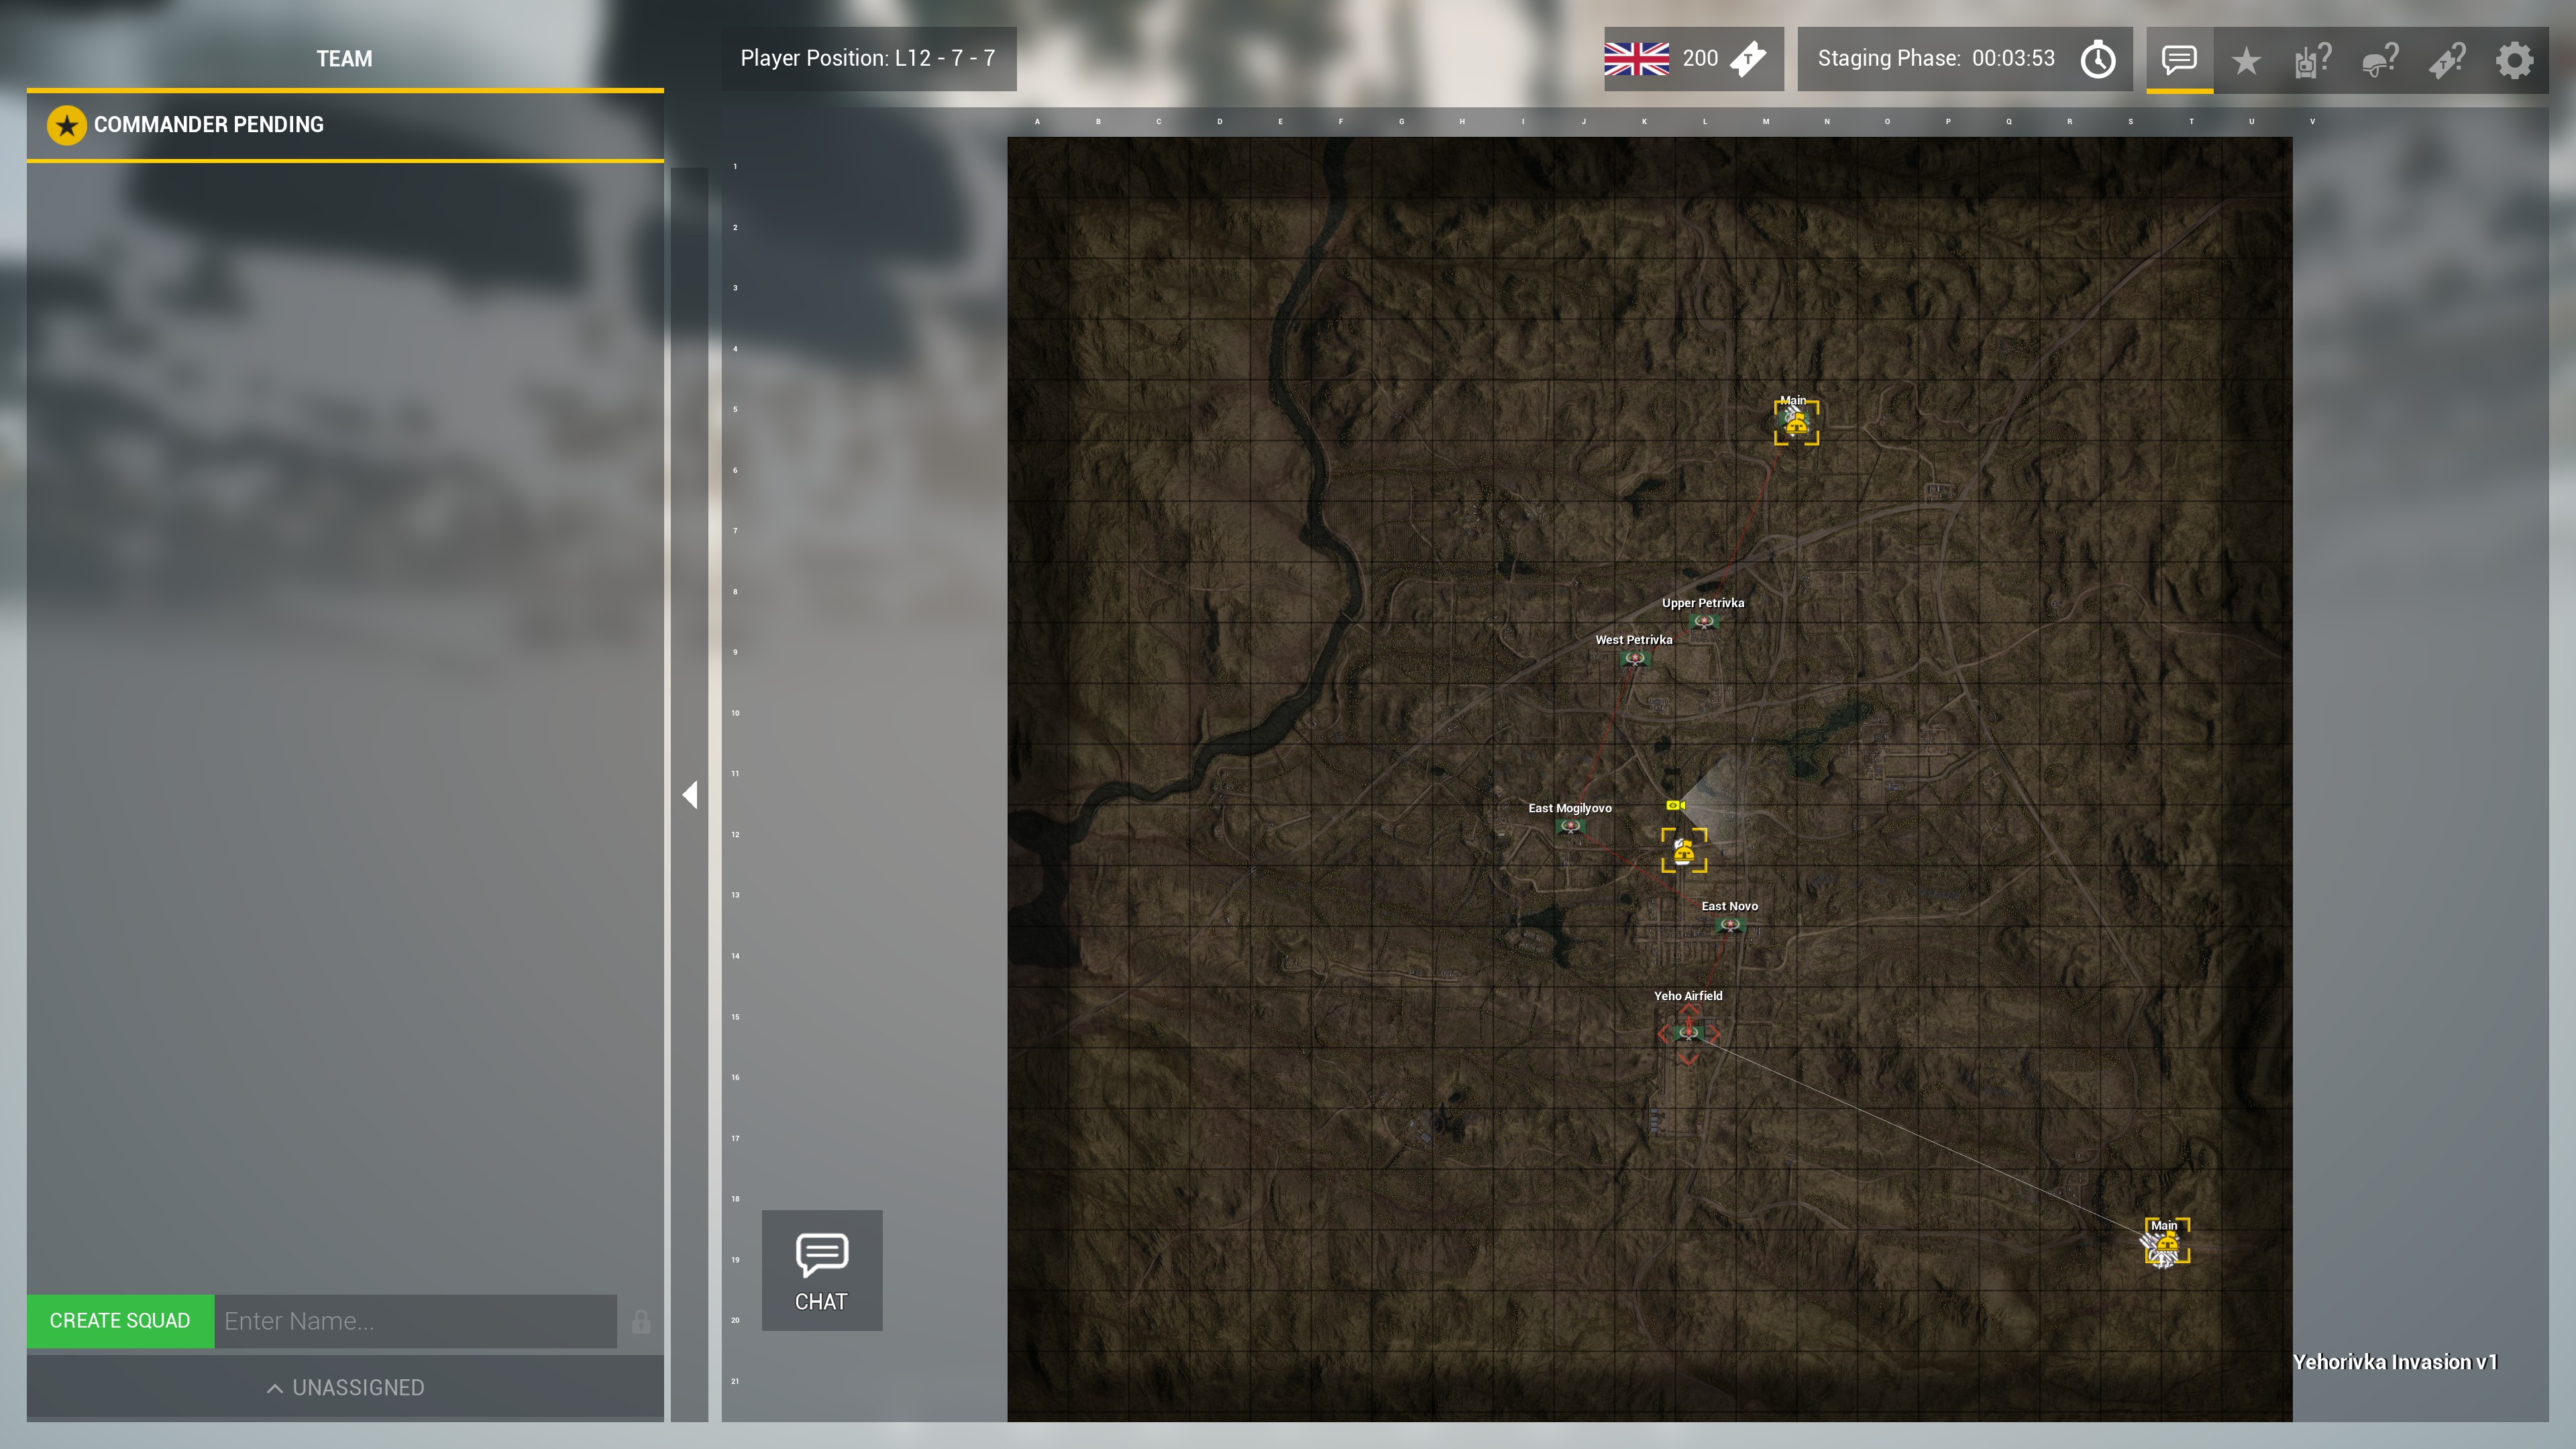 TEAM
Player Position: L12 - 7 - 7
200
T
Staging Phase: 00:03:53
?
?
T
?
COMMANDER PENDING
A B C D E F G H I J K L M N O P Q R S T U V
1
2
3
4
5
6
7
8
9
10
11
12
13
14
15
16
17
18
19
20
21
Main
Upper Petrivka
West Petrivka
East Mogilyovo
East Novo
Yeho Airfield
Main
CHAT
CREATE SQUAD
Enter Name...
UNASSIGNED
Yehorivka Invasion v1